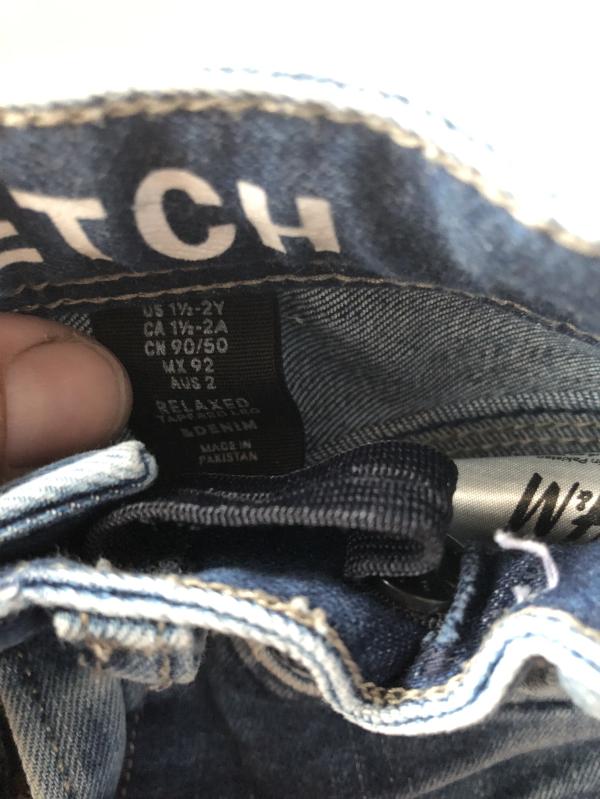 ETCH
US 1½-2Y
CA 1½-2A
CN 90/50
MX 92
AUS 2
RELAXED
TAPERED LEG
&DENIM
MADE IN
PAKISTAN
&M